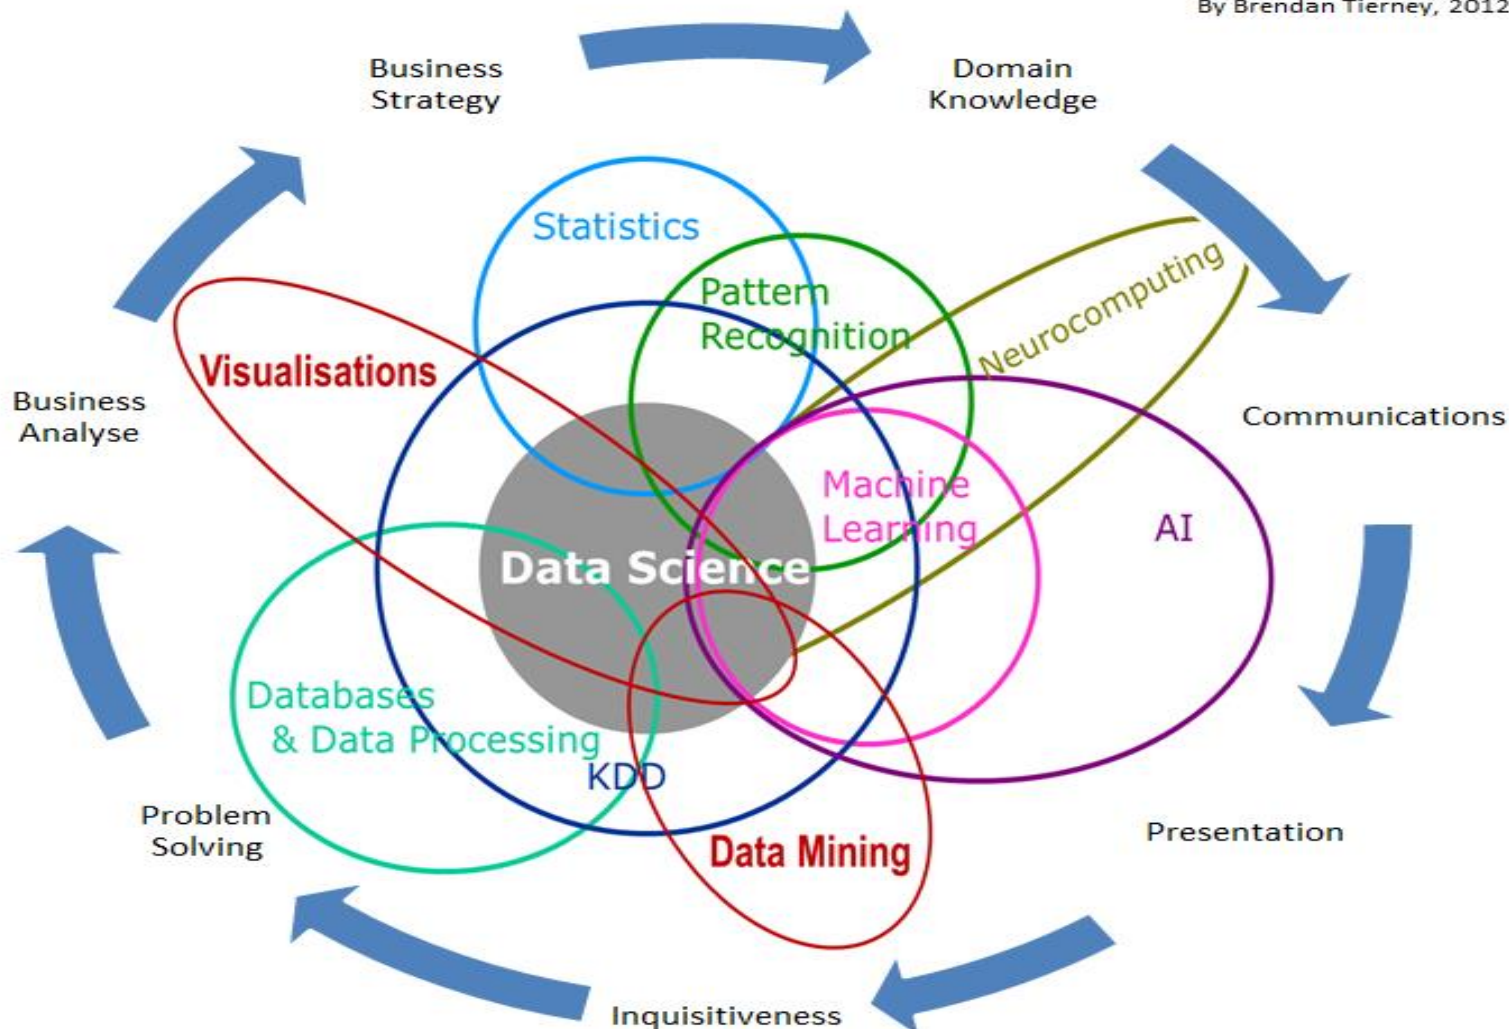 By Brendan Tierney, 2012
Business
Strategy
Domain
Knowledge
Statistics
Pattern
Recognition
Neurocomputing
Visualisations
Business
Analyse
Communications
Machine
Learning
AI
Data Science
Databases
& Data Processing
KDD
Problem
Solving
Data Mining
Presentation
Inquisitiveness